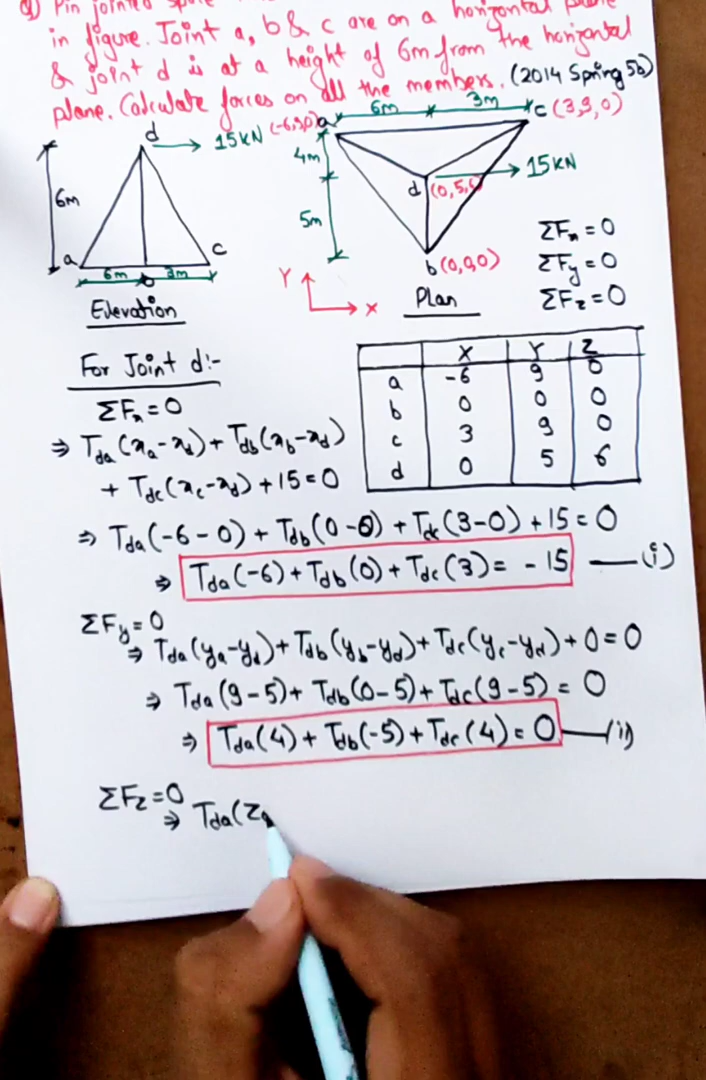 Q) Pin jointed
in figure. Joint a, b & c are on a horizontal plane
& joint d is at a height of 6m from the horizontal
plane. Calculate forces on all the members. (2014 Spring 5b)
d
15KN
6m
a
c
6m
b
3m
Elevation
(-6,9,0) a
6m
3m
c (3,9,0)
4m
d
(0,5,6)
15KN
5m
b (0,0,0)
Y
X
Plan
ΣFx = 0
ΣFy = 0
ΣFz = 0
X Y Z
a -6 9 0
b 0 0 0
c 3 9 0
d 0 5 6
For Joint d:-
ΣFx = 0
⇒ Tda(xa-xd) + Tdb(xb-xd)
+ Tdc(xc-xd) + 15 = 0
⇒ Tda(-6-0) + Tdb(0-0) + Tdc(3-0) + 15 = 0
⇒ Tda(-6) + Tdb(0) + Tdc(3) = -15 —(i)
ΣFy = 0
⇒ Tda(ya-yd) + Tdb(yb-yd) + Tdc(yc-yd) + 0 = 0
⇒ Tda(9-5) + Tdb(0-5) + Tdc(9-5) = 0
⇒ Tda(4) + Tdb(-5) + Tdc(4) = 0 —(ii)
ΣFz = 0
⇒ Tda(z